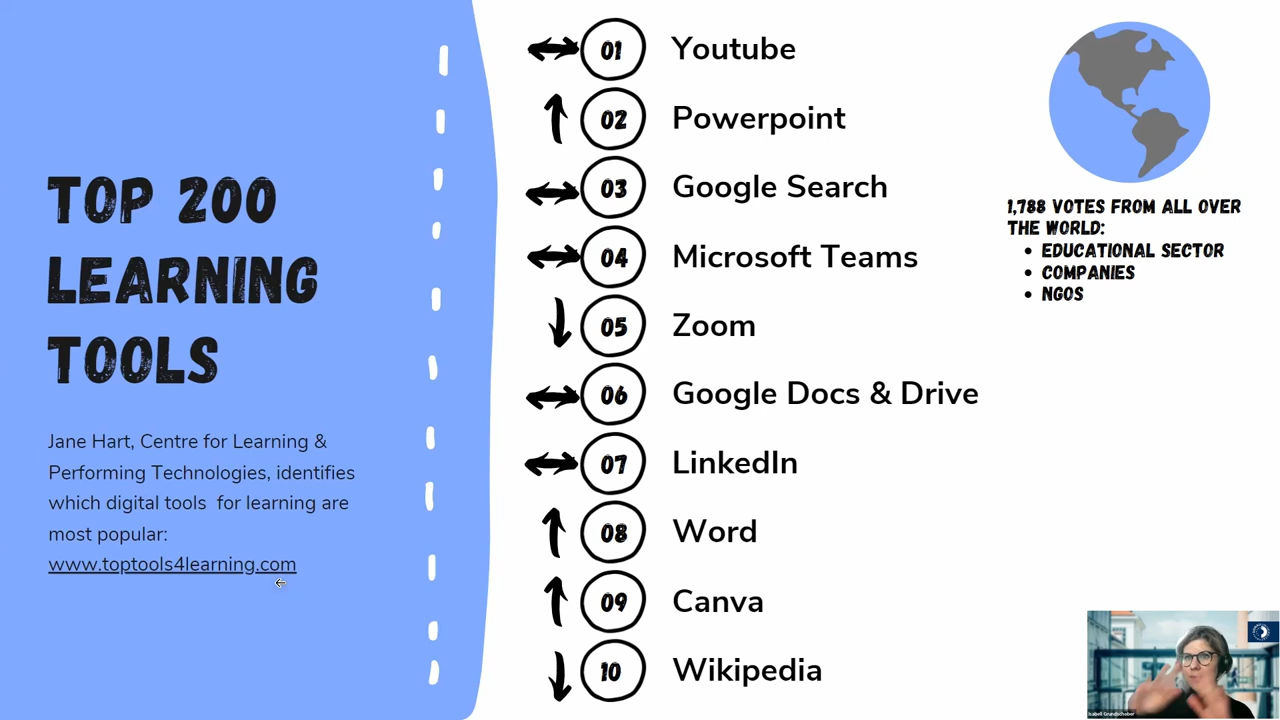 TOP 200
LEARNING
TOOLS
Jane Hart, Centre for Learning &
Performing Technologies, identifies
which digital tools for learning are
most popular:
www.toptools4learning.com
01 Youtube
02 Powerpoint
03 Google Search
04 Microsoft Teams
05 Zoom
06 Google Docs & Drive
07 LinkedIn
08 Word
09 Canva
10 Wikipedia
1,788 VOTES FROM ALL OVER
THE WORLD:
• EDUCATIONAL SECTOR
• COMPANIES
• NGOS
Isabell Grundschober